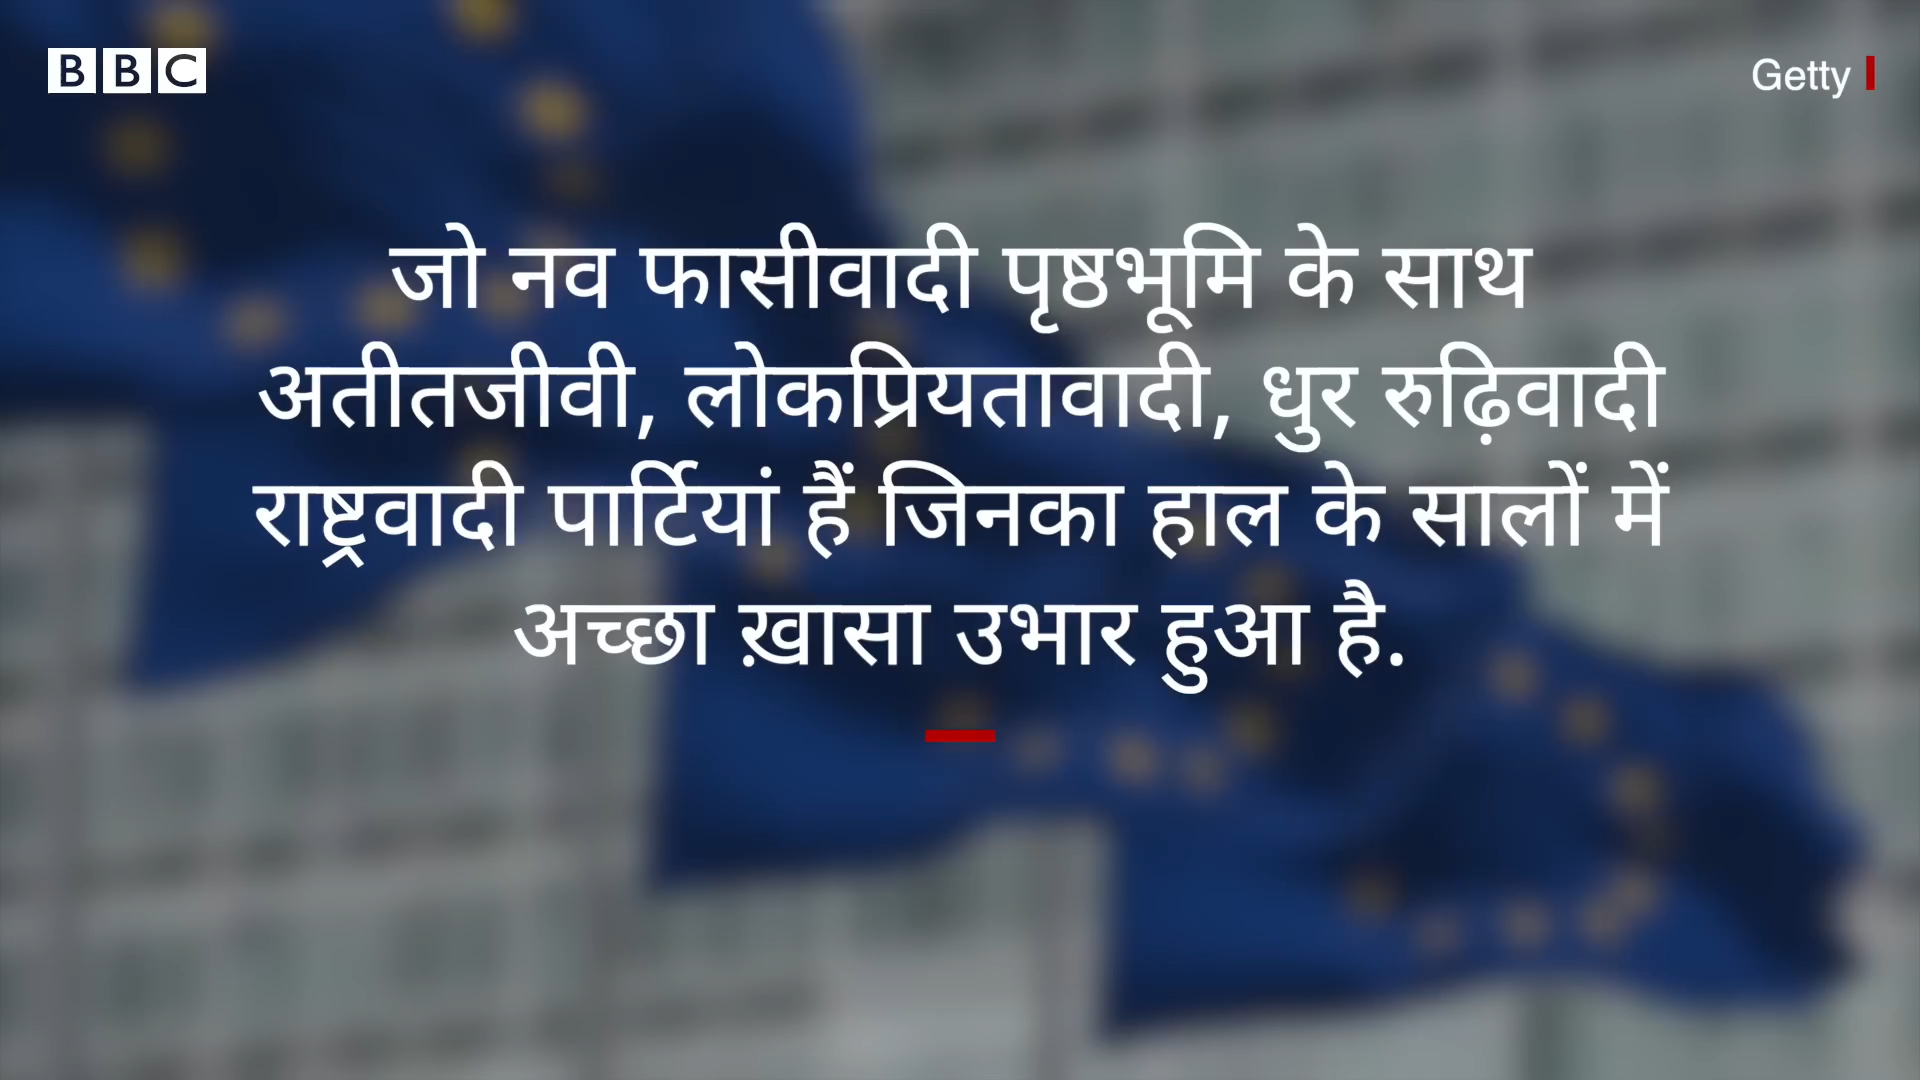 BBC
Getty
जो नव फासीवादी पृष्ठभूमि के साथ
अतीतजीवी, लोकप्रियतावादी, धुर रुढ़िवादी
राष्ट्रवादी पार्टियां हैं जिनका हाल के सालों में
अच्छा ख़ासा उभार हुआ है.